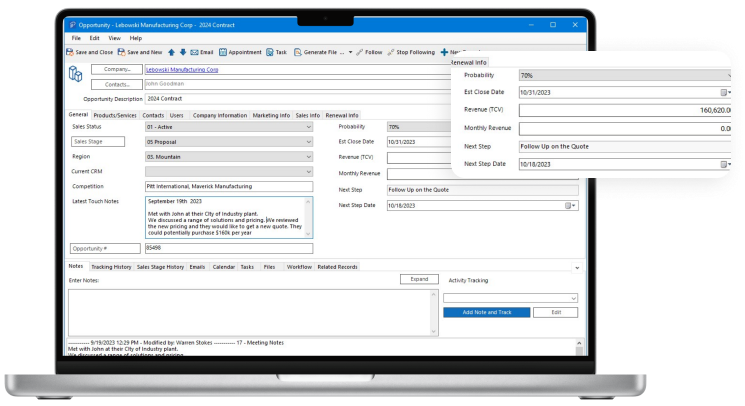 Opportunity - Lebowski Manufacturing Corp - 2024 Contract
File Edit View Help
Save and Close Save and New Email Appointment Task Generate File ... Follow Stop Following
Company...
Lebowski Manufacturing Corp
Contacts...
John Goodman
Opportunity Description
2024 Contract
General Products/Services Contacts Users Company Information Marketing Info Sales Info Renewal Info
Sales Status
01 - Active
Sales Stage
05 Proposal
Region
03. Mountain
Current CRM
Competition
Pitt International, Maverick Manufacturing
Latest Touch Notes
September 19th 2023
Met with John at their City of Industry plant.
We discussed a range of solutions and pricing. We reviewed
the new pricing and they would like to get a new quote. They
could potentially purchase $160k per year
Opportunity #
85498
Probability
70%
Est Close Date
10/31/2023
Revenue (TCV)
Monthly Revenue
Next Step
Follow Up on the Quote
Next Step Date
10/18/2023
Renewal Info
Probability
70%
Est Close Date
10/31/2023
Revenue (TCV)
160,620.0
Monthly Revenue
0.0
Next Step
Follow Up on the Quote
Next Step Date
10/18/2023
Notes Tracking History Sales Stage History Emails Calendar Tasks Files Workflow Related Records
Enter Notes:
Expand
Activity Tracking
Add Note and Track
Edit
---------- 9/19/2023 12:29 PM - Modified by: Warren Stokes ---------- 17 - Meeting Notes
Met with John at their City of Industry plant.
We discussed a range of solutions and pricing